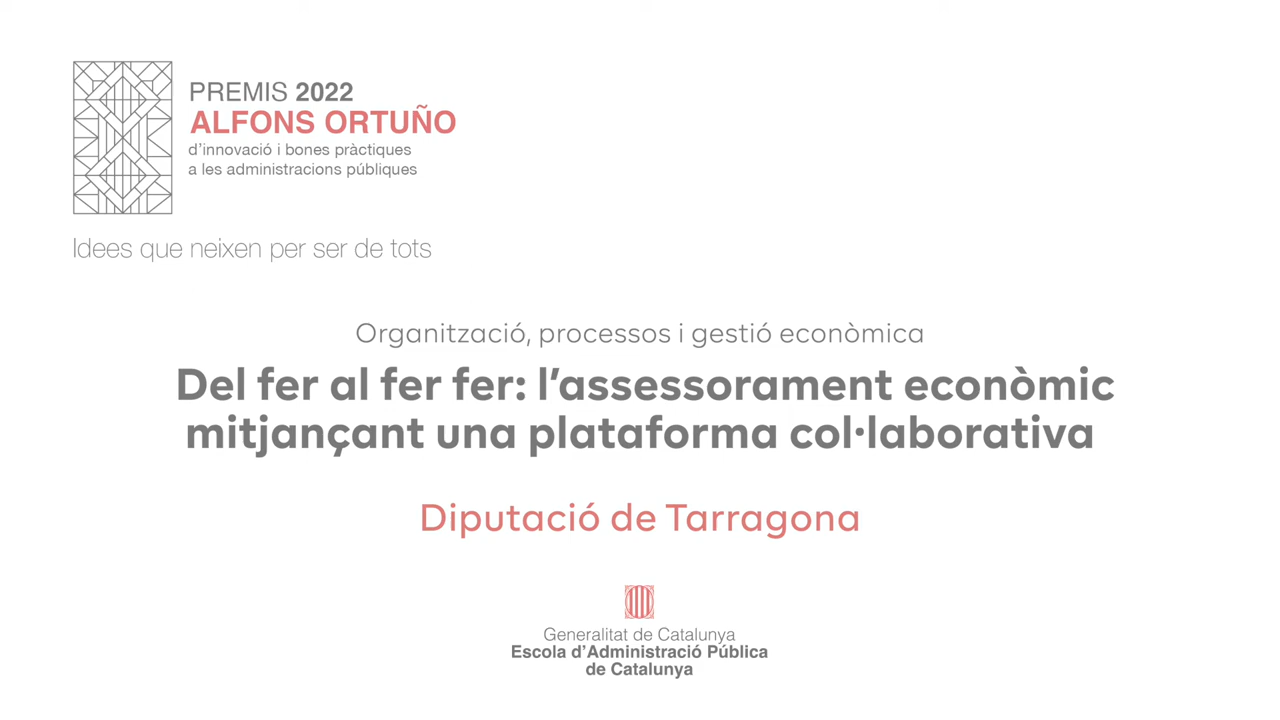 PREMIS 2022
ALFONS ORTUÑO
d’innovació i bones pràctiques
a les administracions públiques
Idees que neixen per ser de tots
Organització, processos i gestió econòmica
Del fer al fer fer: l’assessorament econòmic
mitjançant una plataforma col·laborativa
Diputació de Tarragona
Generalitat de Catalunya
Escola d’Administració Pública
de Catalunya